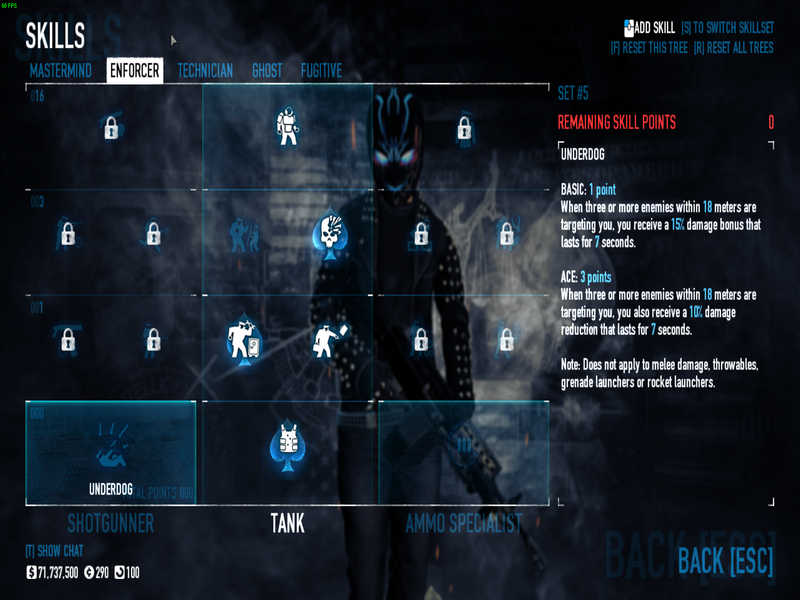 60 FPS
SKILLS
ADD SKILL [S] TO SWITCH SKILLSET
[F] RESET THIS TREE [R] RESET ALL TREES
MASTERMIND ENFORCER TECHNICIAN GHOST FUGITIVE
SET #5
REMAINING SKILL POINTS 0
UNDERDOG
BASIC: 1 point
When three or more enemies within 18 meters are
targeting you, you receive a 15% damage bonus that
lasts for 7 seconds.
ACE: 3 points
When three or more enemies within 18 meters are
targeting you, you also receive a 10% damage
reduction that lasts for 7 seconds.
Note: Does not apply to melee damage, throwables,
grenade launchers or rocket launchers.
016
003
001
000
UNDERDOG
AL POINTS 000
SHOTGUNNER TANK AMMO SPECIALIST
[T] SHOW CHAT
$71,737,500 C290 100
BACK [ESC]